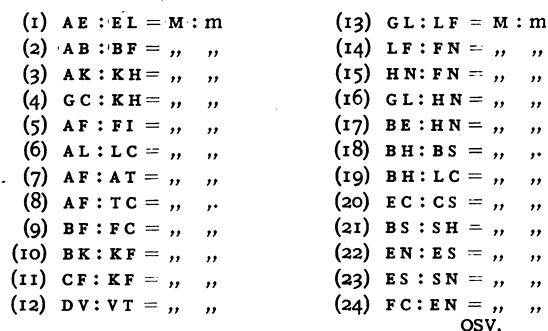 (1) AE : EL = M : m
(2) AB : BF = „ „
(3) AK : KH = „ „
(4) GC : KH = „ „
(5) AF : FI = „ „
(6) AL : LC = „ „
(7) AF : AT = „ „
(8) AF : TC = „ „
(9) BF : FC = „ „
(10) BK : KF = „ „
(11) CF : KF = „ „
(12) DV : VT = „ „
(13) GL : LF = M : m
(14) LF : FN = „ „
(15) HN : FN = „ „
(16) GL : HN = „ „
(17) BE : HN = „ „
(18) BH : BS = „ „
(19) BH : LC = „ „
(20) EC : CS = „ „
(21) BS : SH = „ „
(22) EN : ES = „ „
(23) ES : SN = „ „
(24) FC : EN = „ „
OSV.